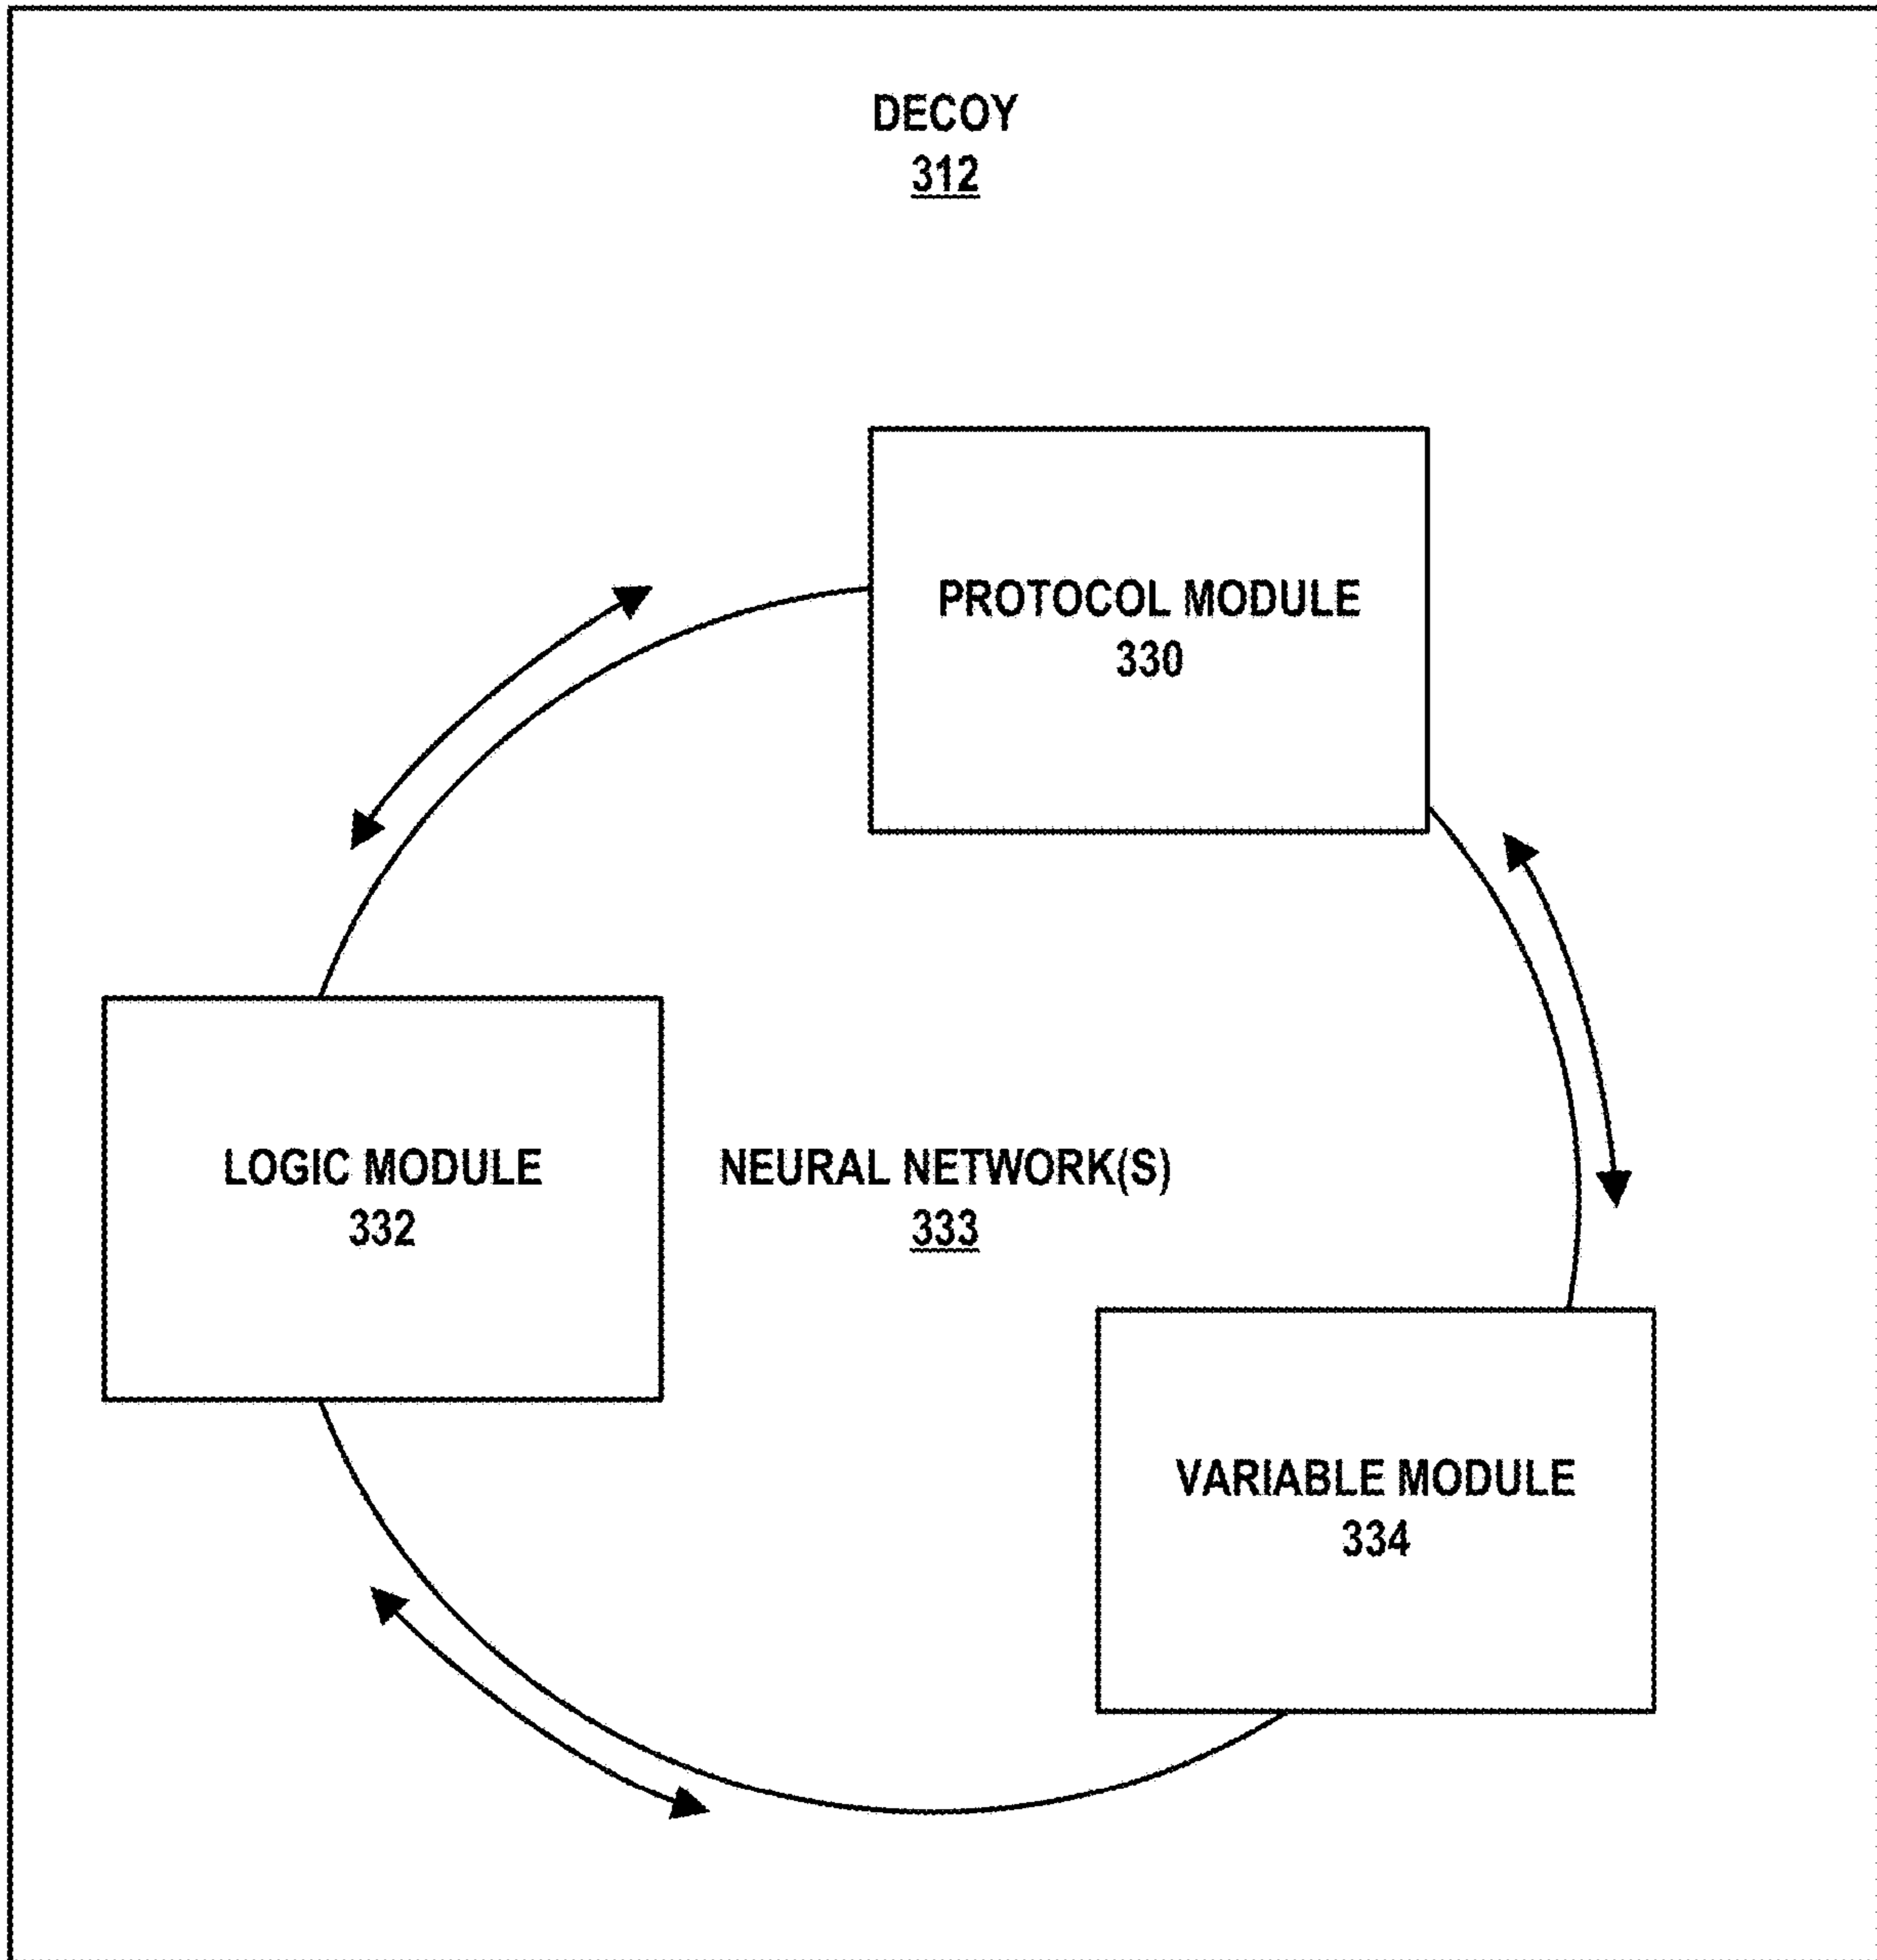 DECOY
312
PROTOCOL MODULE
330
LOGIC MODULE
332
NEURAL NETWORK(S)
333
VARIABLE MODULE
334